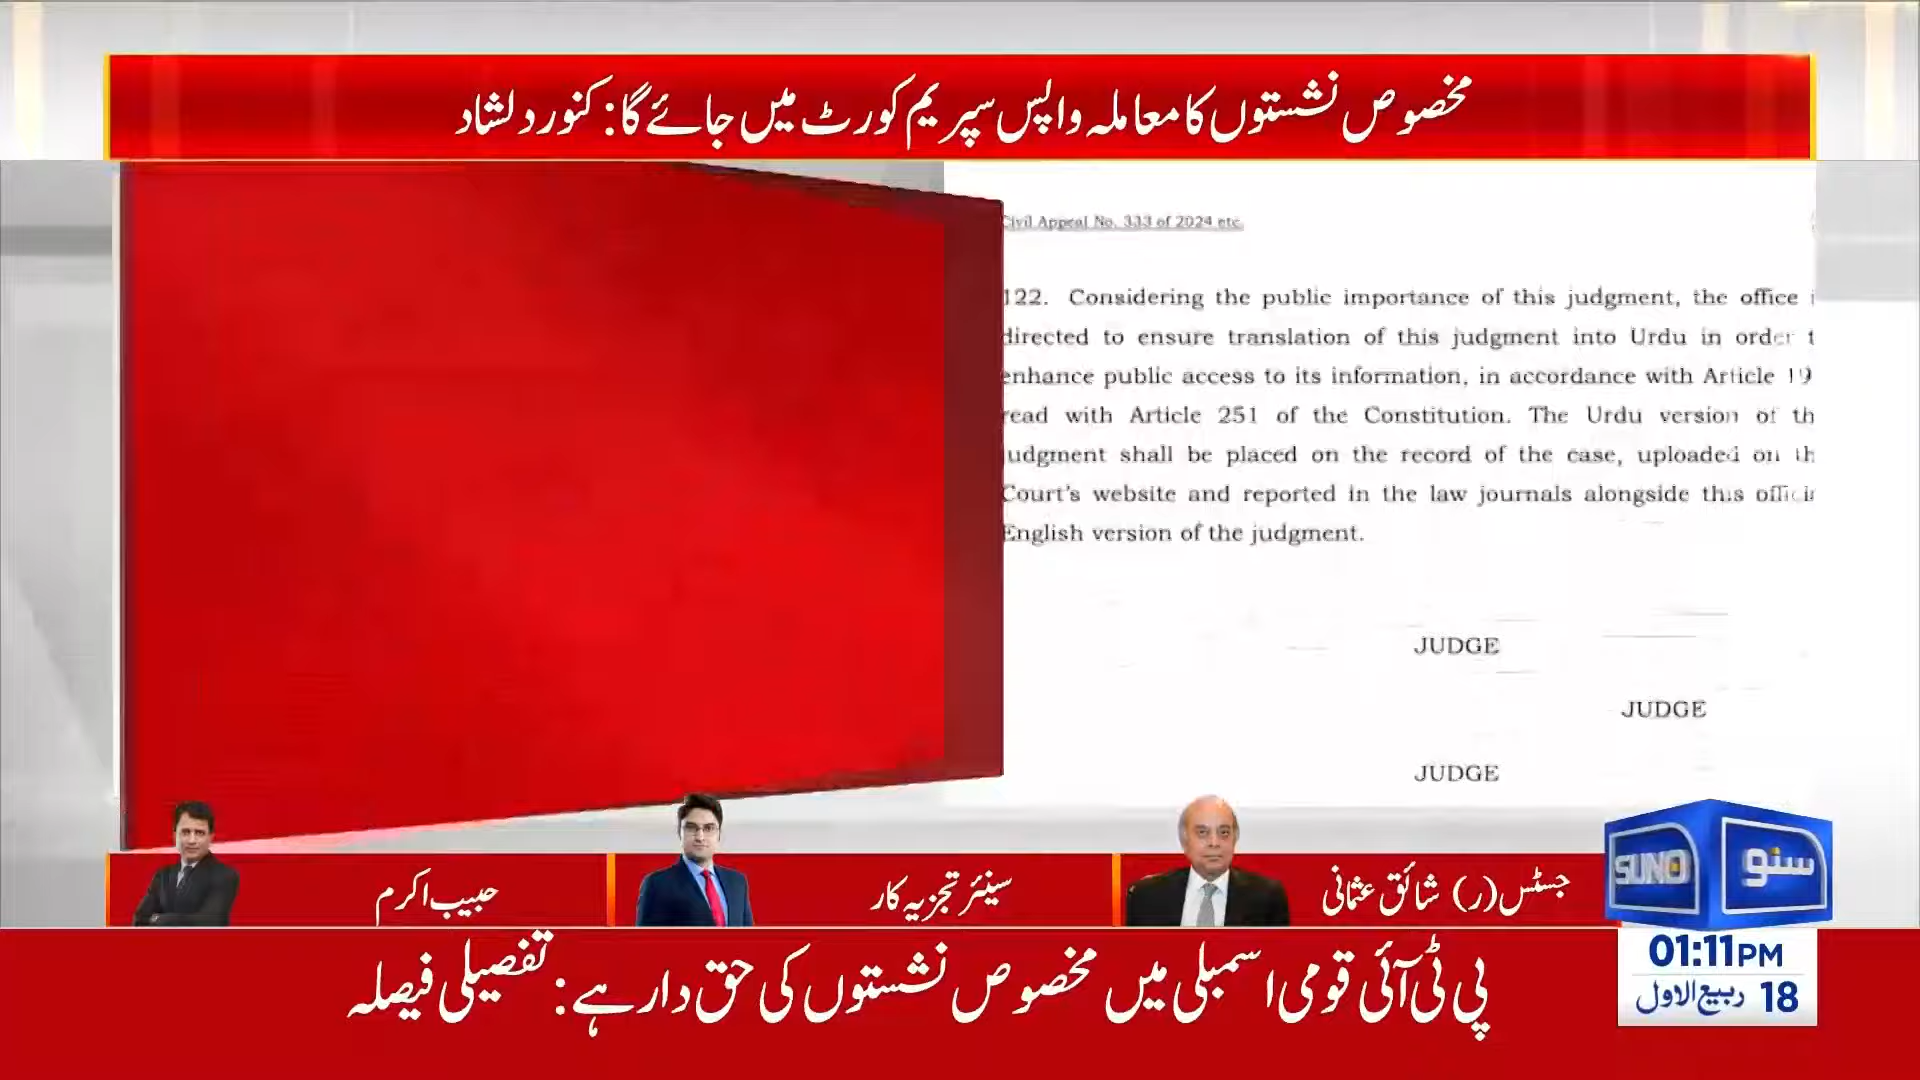 مخصوص نشستوں کا معاملہ واپس سپریم کورٹ میں جائے گا: کنور دلشاد
Civil Appeal No. 333 of 2024 etc.
122. Considering the public importance of this judgment, the office i
directed to ensure translation of this judgment into Urdu in order t
enhance public access to its information, in accordance with Article 19
read with Article 251 of the Constitution. The Urdu version of th
judgment shall be placed on the record of the case, uploaded on th
Court's website and reported in the law journals alongside this offici
English version of the judgment.
JUDGE
JUDGE
JUDGE
جسٹس (ر) شائق عثمانی
سینئر تجزیہ کار
حبیب اکرم
SUNO
سنو
پی ٹی آئی قومی اسمبلی میں مخصوص نشستوں کی حق دار ہے: تفصیلی فیصلہ
01:11PM
18 ربیع الاول